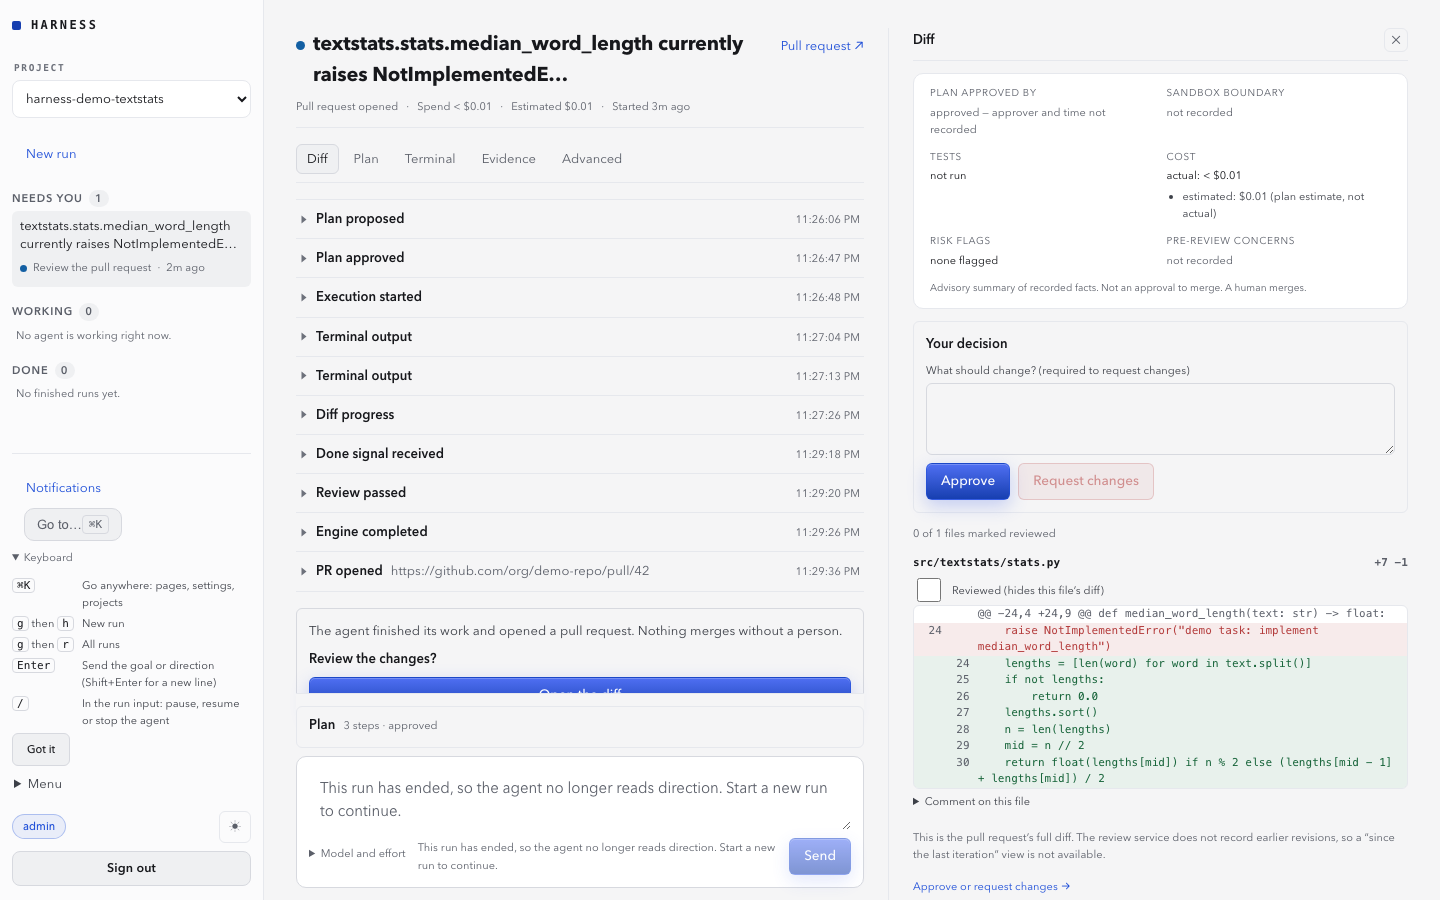 HARNESS
PROJECT
harness-demo-textstats
New run
NEEDS YOU 1
textstats.stats.median_word_length
currently raises NotImplementedE...
Review the pull request · 2m ago
WORKING 0
No agent is working right now.
DONE 0
No finished runs yet.
Notifications
Go to... ⌘K
Keyboard
⌘K Go anywhere: pages, settings,
projects
g then h New run
g then r All runs
Enter Send the goal or direction
(Shift+Enter for a new line)
/ In the run input: pause, resume
or stop the agent
Got it
Menu
admin
Sign out
textstats.stats.median_word_length currently
raises NotImplementedE...
Pull request ↗
Pull request opened · Spend < $0.01 · Estimated $0.01 · Started 3m ago
Diff Plan Terminal Evidence Advanced
Plan proposed 11:26:06 PM
Plan approved 11:26:47 PM
Execution started 11:26:48 PM
Terminal output 11:27:04 PM
Terminal output 11:27:13 PM
Diff progress 11:27:26 PM
Done signal received 11:29:18 PM
Review passed 11:29:20 PM
Engine completed 11:29:26 PM
PR opened https://github.com/org/demo-repo/pull/42 11:29:36 PM
The agent finished its work and opened a pull request. Nothing merges without a person.
Review the changes?
Open the diff
Plan 3 steps · approved
This run has ended, so the agent no longer reads direction. Start a new run
to continue.
Model and effort
This run has ended, so the agent no longer reads direction. Start a new
run to continue.
Send
Diff
PLAN APPROVED BY
approved — approver and time not
recorded
SANDBOX BOUNDARY
not recorded
TESTS
not run
COST
actual: < $0.01
• estimated: $0.01 (plan estimate, not
actual)
RISK FLAGS
none flagged
PRE-REVIEW CONCERNS
not recorded
Advisory summary of recorded facts. Not an approval to merge. A human merges.
Your decision
What should change? (required to request changes)
Approve
Request changes
0 of 1 files marked reviewed
src/textstats/stats.py +7 −1
Reviewed (hides this file's diff)
@@ -24,4 +24,9 @@ def median_word_length(text: str) -> float:
24 raise NotImplementedError("demo task: implement
median_word_length")
24 lengths = [len(word) for word in text.split()]
25 if not lengths:
26 return 0.0
27 lengths.sort()
28 n = len(lengths)
29 mid = n // 2
30 return float(lengths[mid]) if n % 2 else (lengths[mid - 1]
+ lengths[mid]) / 2
Comment on this file
This is the pull request's full diff. The review service does not record earlier revisions, so a "since
the last iteration" view is not available.
Approve or request changes →